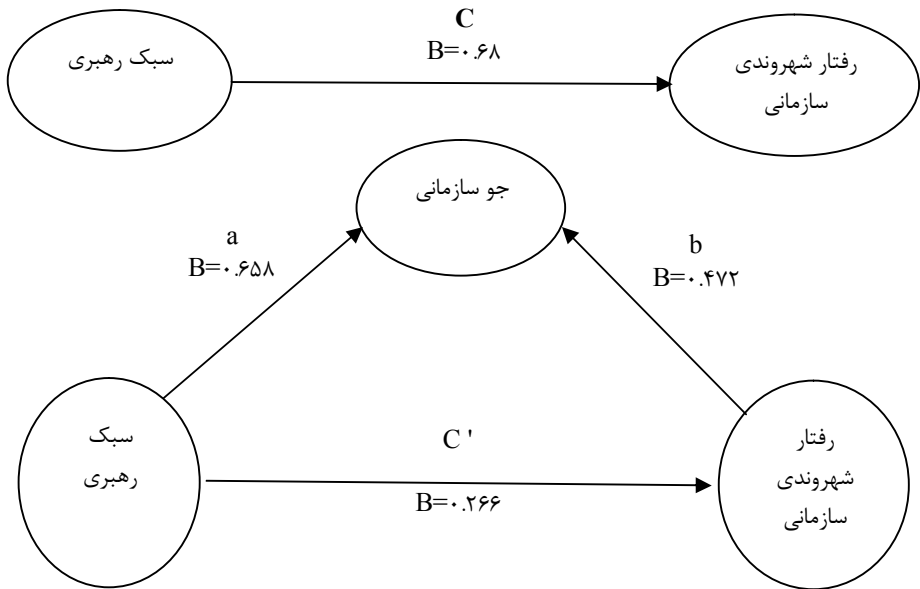 C
B=۰.۶۸
سبک رهبری
رفتار شهروندی
سازمانی
جو سازمانی
a
B=۰.۶۵۸
b
B=۰.۴۷۲
سبک
رهبری
C '
B=۰.۲۶۶
رفتار
شهروندی
سازمانی